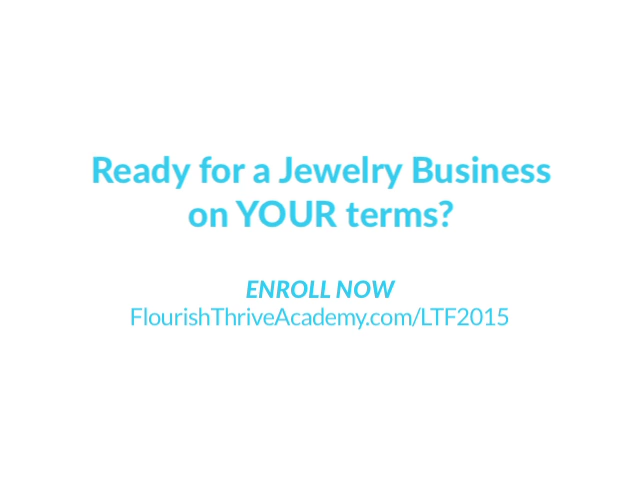 Ready for a Jewelry Business
on YOUR terms?
ENROLL NOW
FlourishThriveAcademy.com/LTF2015